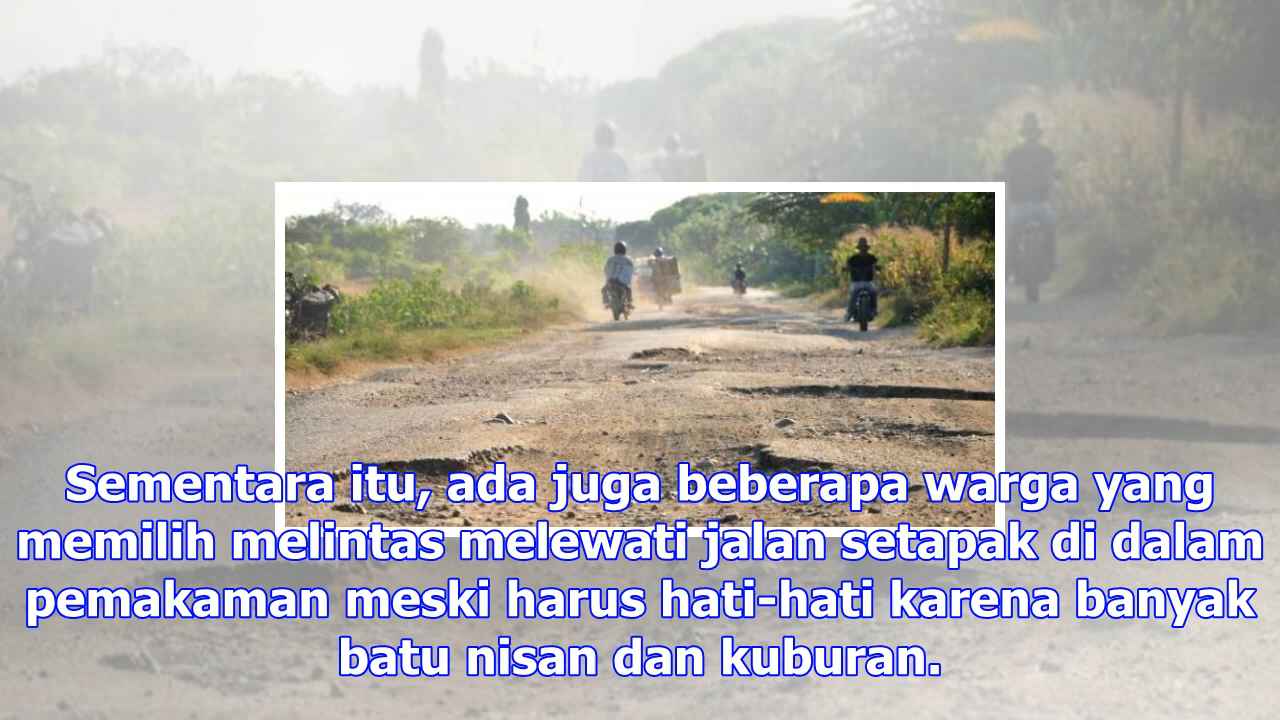 Sementara itu, ada juga beberapa warga yang
memilih melintas melewati jalan setapak di dalam
pemakaman meski harus hati-hati karena banyak
batu nisan dan kuburan.